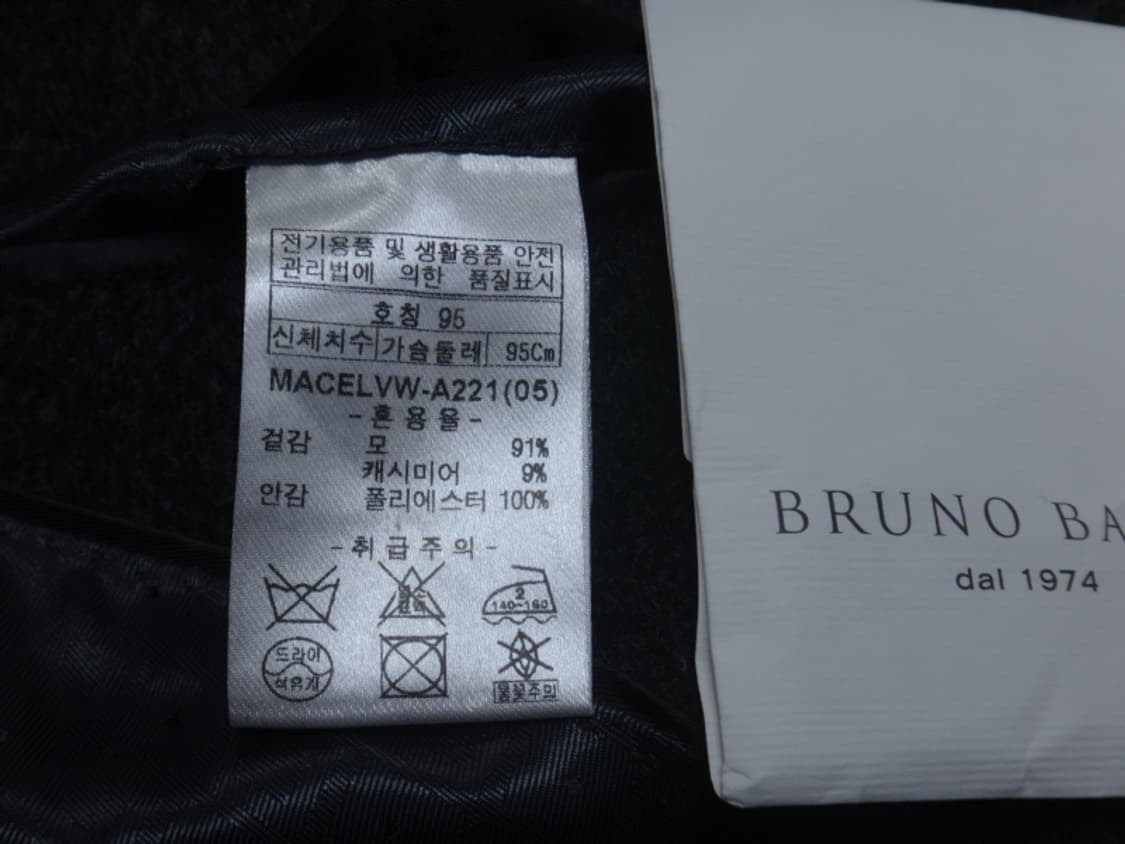 전기용품 및 생활용품 안전
관리법에 의한 품질표시
호칭 95
신체치수 가슴둘레 95Cm
MACELVW-A221(05)
-혼용율-
겉감 모 91%
캐시미어 9%
안감 폴리에스터 100%
-취급주의-
염소
표백
2
140~160
드라이
석유계
불꽃주의
BRUNO BA
dal 1974